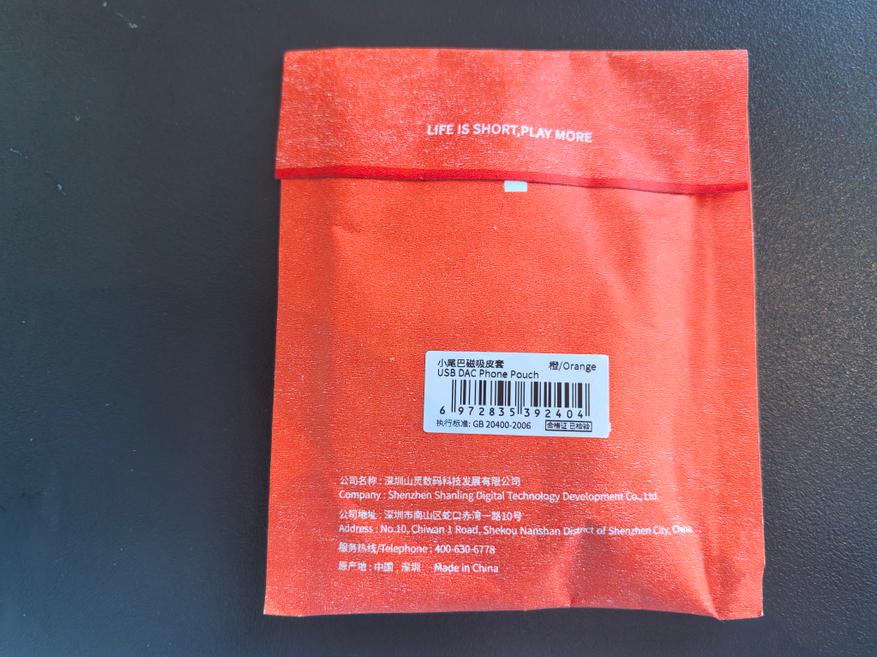 LIFE IS SHORT,PLAY MORE
小尾巴磁吸皮套 橙/Orange
USB DAC Phone Pouch
6 972835 392404
执行标准: GB 20400-2006 合格证 已检验
公司名称 : 深圳山灵数码科技发展有限公司
Company : Shenzhen Shanling Digital Technology Development Co., Ltd.
公司地址 : 深圳市南山区蛇口赤湾一路10号
Address : No.10, Chiwan 1 Road, Shekou Nanshan District of Shenzhen City, China
服务热线/Telephone : 400-630-6778
原产地 : 中国 , 深圳 Made in China